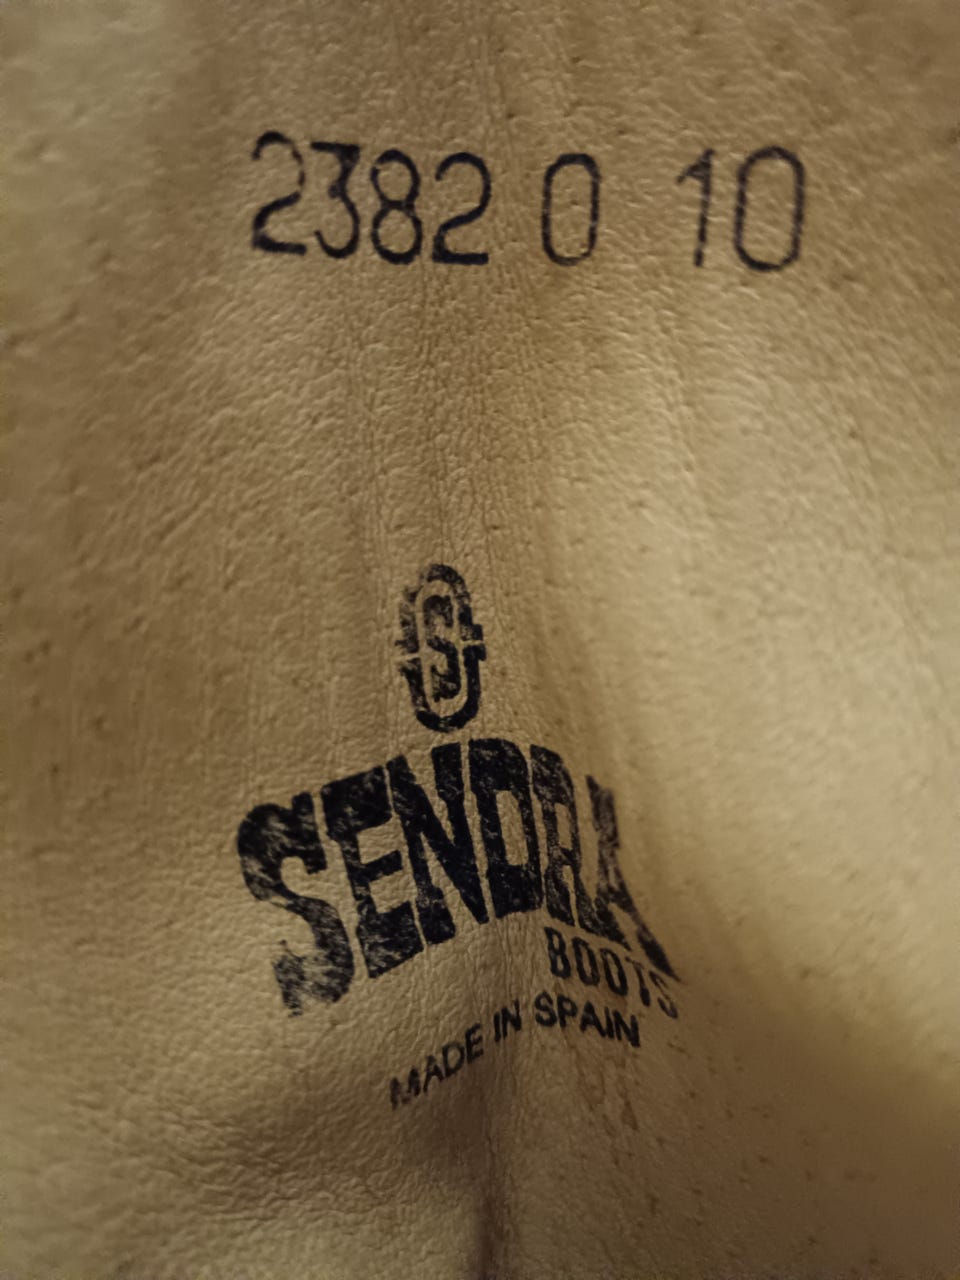 2382 0 10
S
SENDRA
BOOTS
MADE IN SPAIN